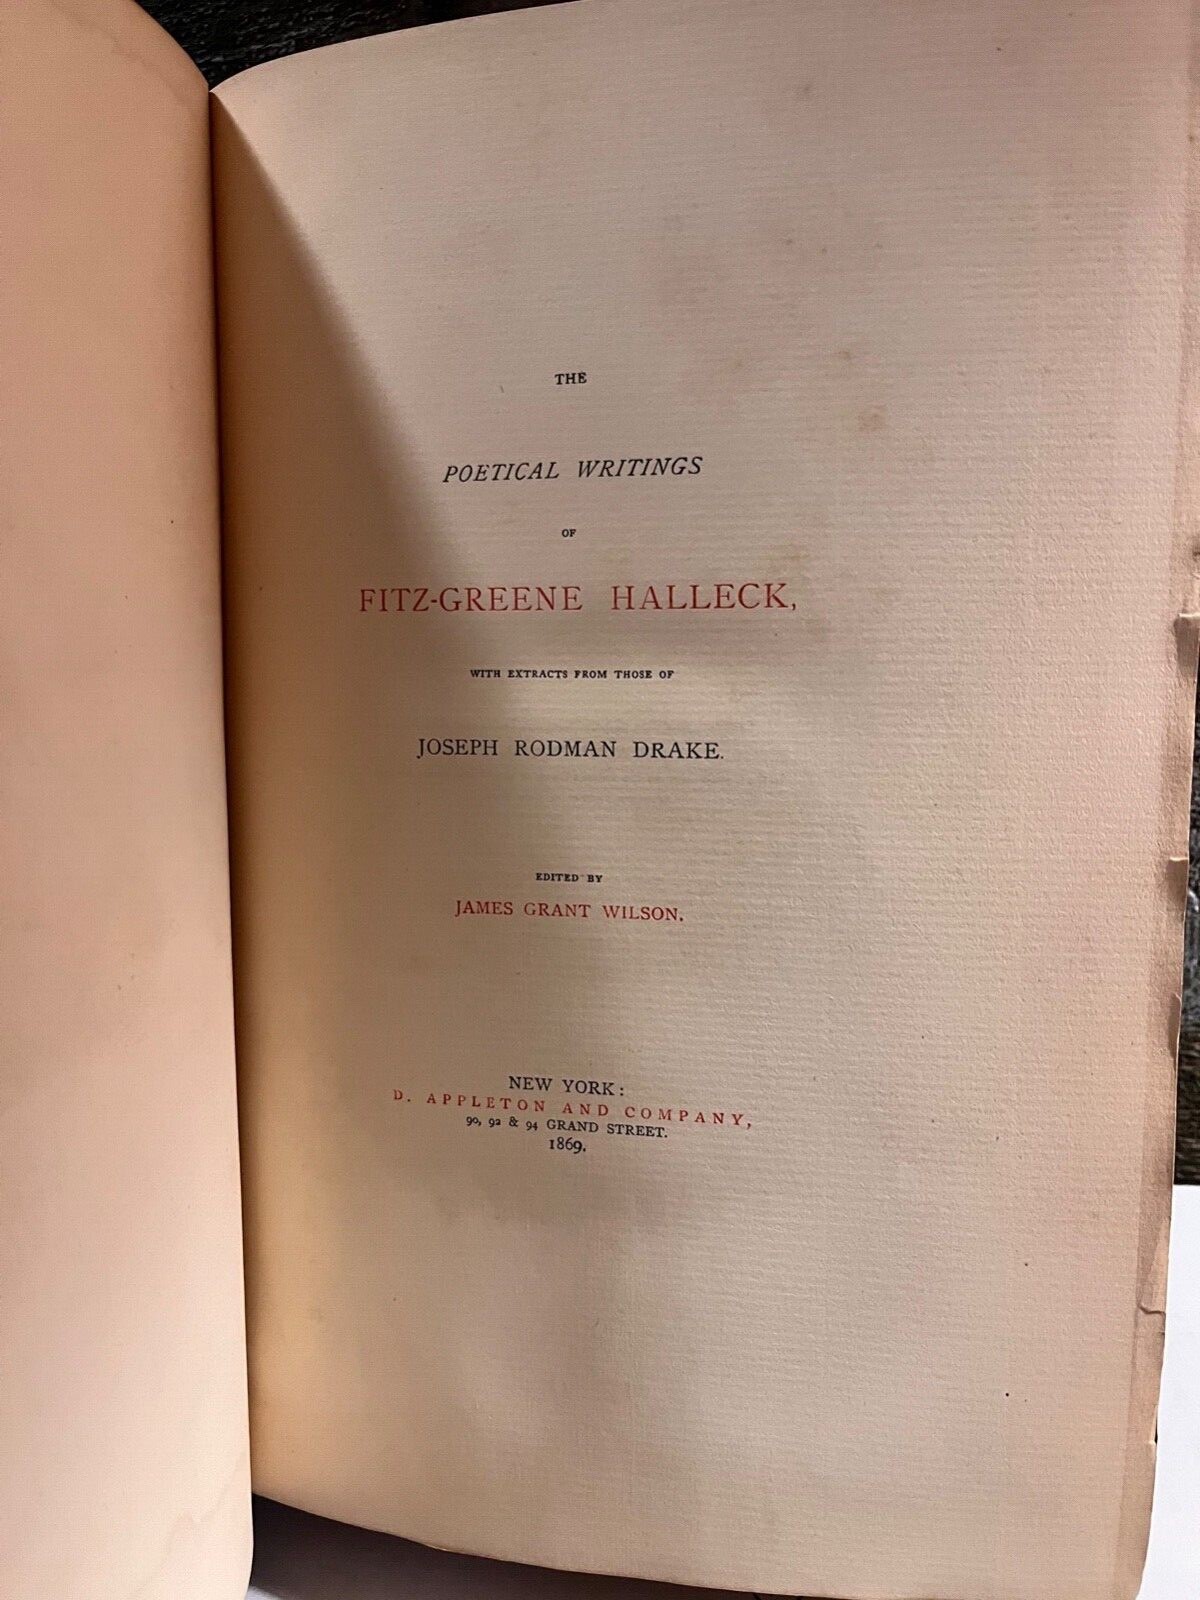 THE
POETICAL WRITINGS
OF
FITZ-GREENE HALLECK,
WITH EXTRACTS FROM THOSE OF
JOSEPH RODMAN DRAKE.
EDITED BY
JAMES GRANT WILSON.
NEW YORK:
D. APPLETON AND COMPANY,
90, 92 & 94 GRAND STREET.
1869.